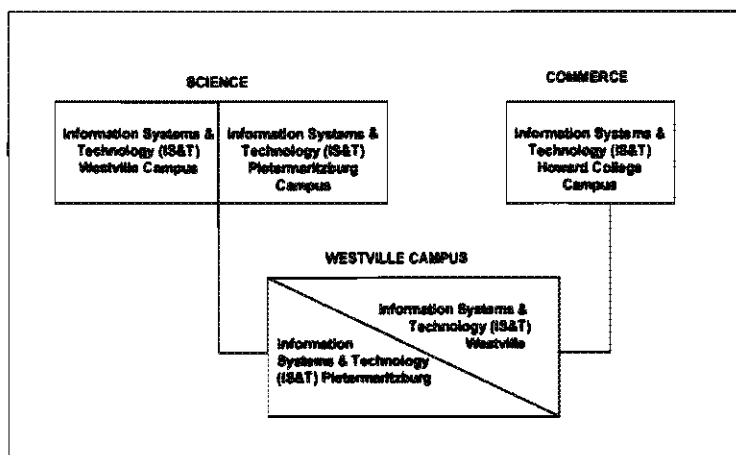 SCIENCE
COMMERCE
Information Systems &
Technology (IS&T)
Westville Campus
Information Systems &
Technology (IS&T)
Pietermaritzburg
Campus
Information Systems &
Technology (IS&T)
Howard College
Campus
WESTVILLE CAMPUS
Information Systems &
Technology (IS&T)
Westville
Information
Systems & Technology
(IS&T) Pietermaritzburg